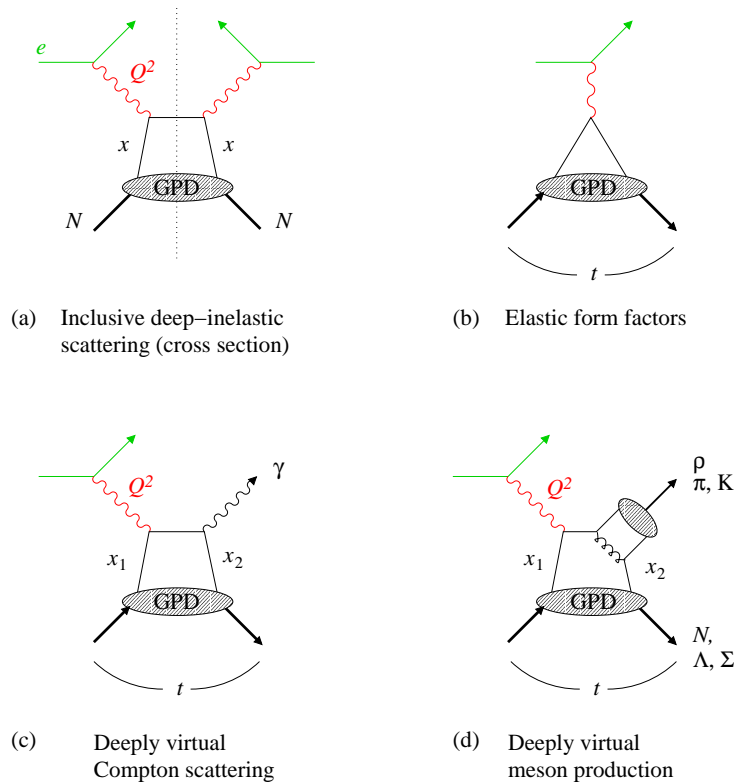 e
Q²
x
x
GPD
N
N
(a) Inclusive deep–inelastic
scattering (cross section)
GPD
t
(b) Elastic form factors
γ
Q²
x₁
x₂
GPD
t
(c) Deeply virtual
Compton scattering
ρ
π, K
Q²
x₁
x₂
GPD
N,
Λ, Σ
t
(d) Deeply virtual
meson production